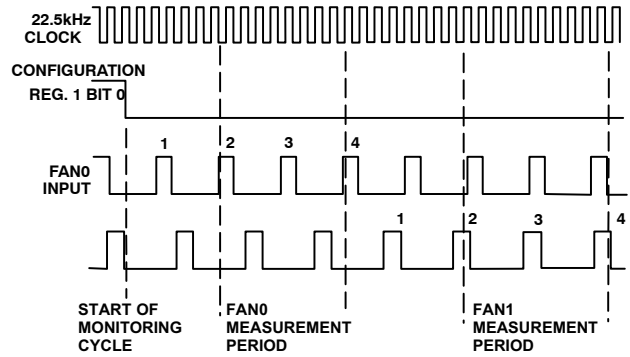 22.5kHz
CLOCK
CONFIGURATION
REG. 1 BIT 0
1 2 3 4
FAN0
INPUT
1 2 3 4
START OF
MONITORING
CYCLE
FAN0
MEASUREMENT
PERIOD
FAN1
MEASUREMENT
PERIOD